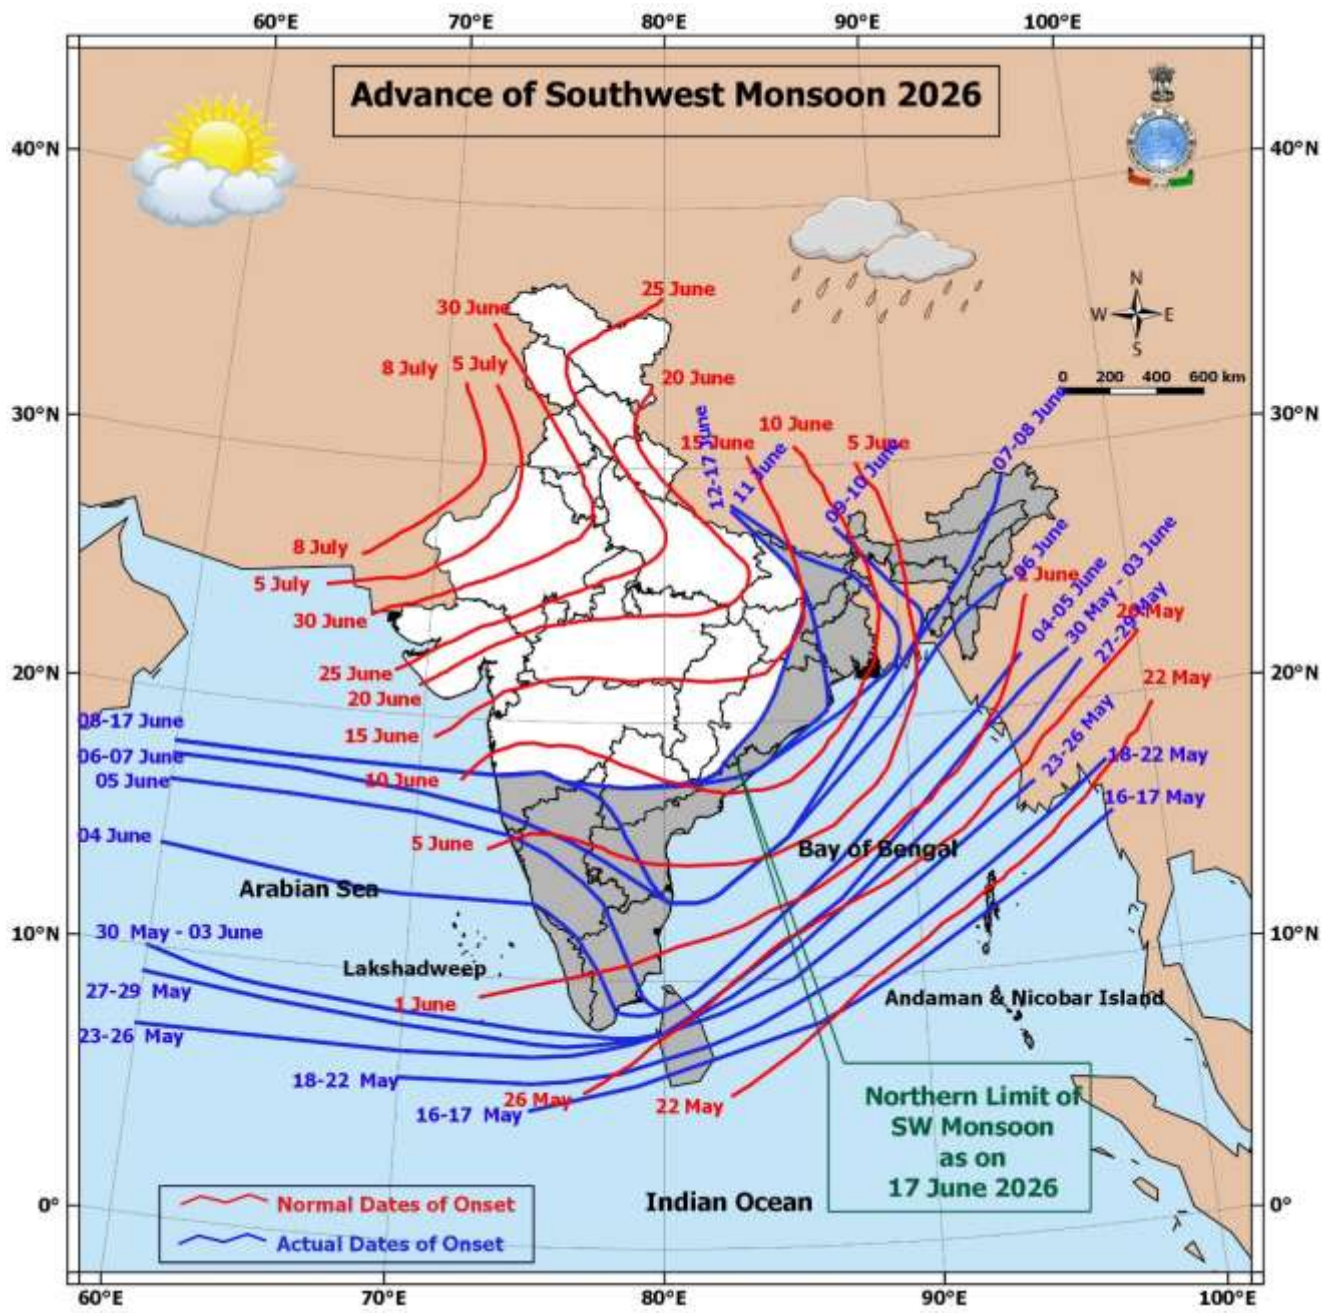 60°E 70°E 80°E 90°E 100°E
Advance of Southwest Monsoon 2026
40°N 40°N
N
W E
S
0 200 400 600 km
25 June
30 June
8 July 5 July
20 June
30°N 30°N
10 June
15 June 5 June
12-17 June
11 June
09-10 June
07-08 June
8 July
5 July
30 June
06 June
1 June
04-05 June
30 May - 03 June
27-29 May
26 May
22 May
25 June
20°N 20°N
20 June
08-17 June
15 June
06-07 June
05 June
10 June
23-26 May
18-22 May
16-17 May
04 June
5 June
Bay of Bengal
Arabian Sea
10°N 10°N
30 May - 03 June
Lakshadweep
27-29 May
1 June
Andaman & Nicobar Island
23-26 May
18-22 May
26 May
22 May
16-17 May
Northern Limit of
SW Monsoon
as on
17 June 2026
Normal Dates of Onset
Actual Dates of Onset
Indian Ocean
0° 0°
60°E 70°E 80°E 90°E 100°E